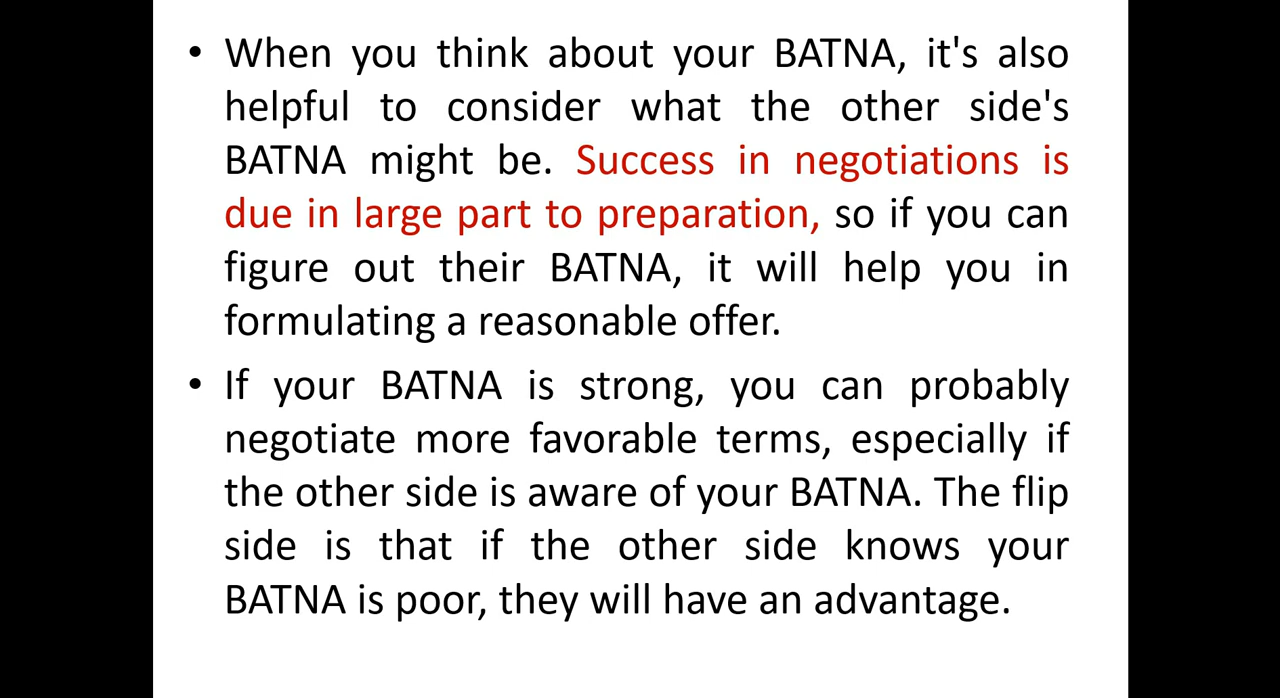 • When you think about your BATNA, it's also
helpful to consider what the other side's
BATNA might be. Success in negotiations is
due in large part to preparation, so if you can
figure out their BATNA, it will help you in
formulating a reasonable offer.
• If your BATNA is strong, you can probably
negotiate more favorable terms, especially if
the other side is aware of your BATNA. The flip
side is that if the other side knows your
BATNA is poor, they will have an advantage.